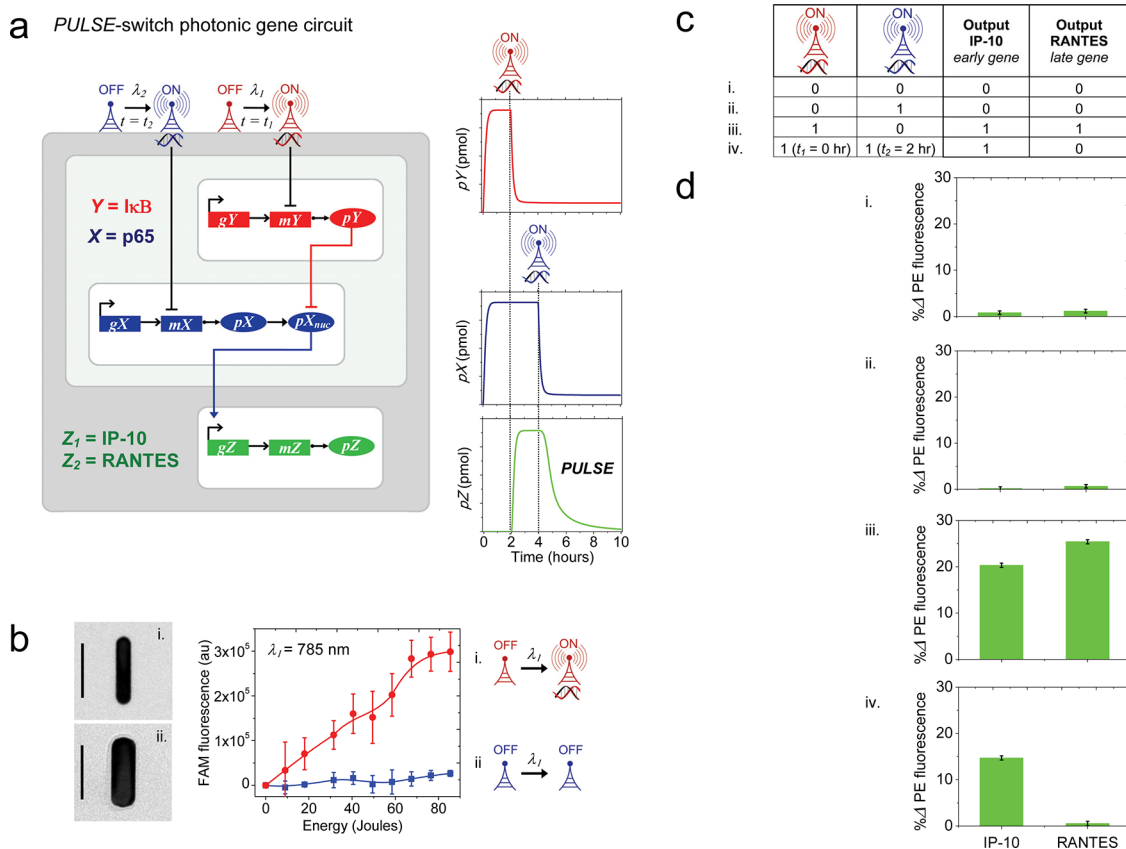 a
PULSE-switch photonic gene circuit
OFF λ2 ON
t = t2
OFF λ1 ON
t = t1
Y = IκB
X = p65
gY mY pY
gX mX pX pXnuc
Z1 = IP-10
Z2 = RANTES
gZ mZ pZ
ON
pY (pmol)
ON
pX (pmol)
pZ (pmol)
PULSE
0 2 4 6 8 10
Time (hours)
b
i.
ii.
FAM fluorescence (au)
λ1 = 785 nm
3x10^5
2x10^5
1x10^5
0
0 20 40 60 80
Energy (Joules)
i. OFF λ1 ON
ii OFF λ1 OFF
c
ON ON Output IP-10 early gene Output RANTES late gene
i. 0 0 0 0
ii. 0 1 0 0
iii. 1 0 1 1
iv. 1 (t1 = 0 hr) 1 (t2 = 2 hr) 1 0
d
i.
%Δ PE fluorescence
30
20
10
0
ii.
%Δ PE fluorescence
30
20
10
0
iii.
%Δ PE fluorescence
30
20
10
0
iv.
%Δ PE fluorescence
30
20
10
0
IP-10 RANTES